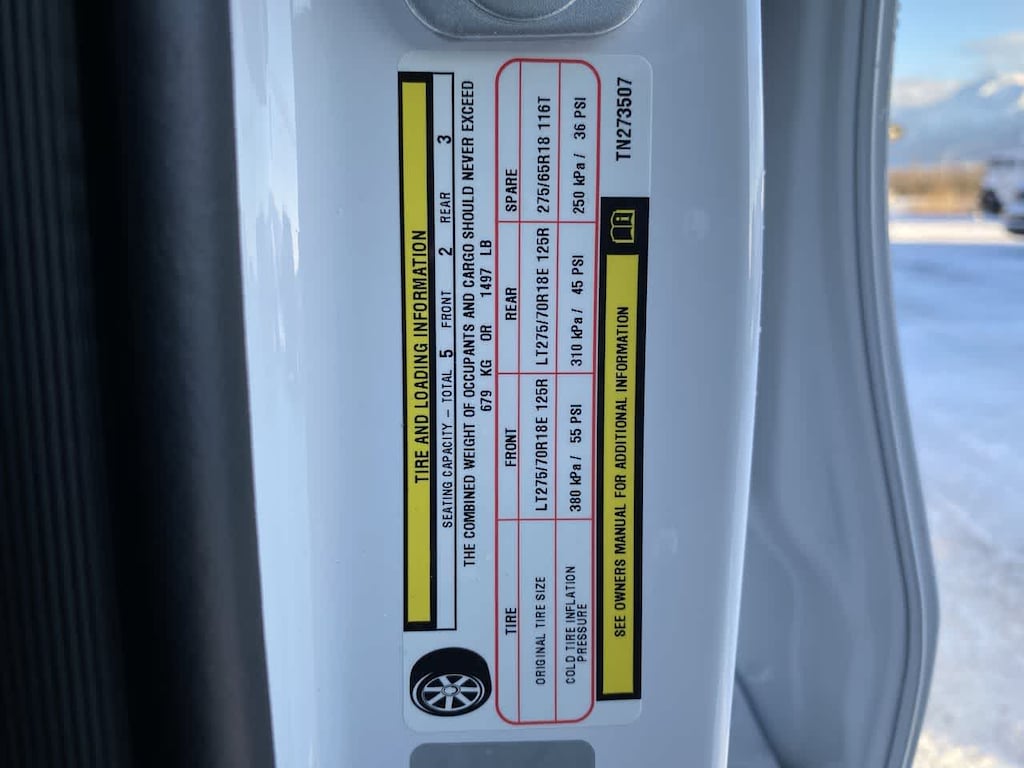 TIRE AND LOADING INFORMATION
SEATING CAPACITY – TOTAL 5 FRONT 2 REAR 3
THE COMBINED WEIGHT OF OCCUPANTS AND CARGO SHOULD NEVER EXCEED
679 KG OR 1497 LB
TIRE FRONT REAR SPARE
ORIGINAL TIRE SIZE LT275/70R18E 125R LT275/70R18E 125R 275/65R18 116T
COLD TIRE INFLATION PRESSURE 380 kPa / 55 PSI 310 kPa / 45 PSI 250 kPa / 36 PSI
SEE OWNERS MANUAL FOR ADDITIONAL INFORMATION
TN273507